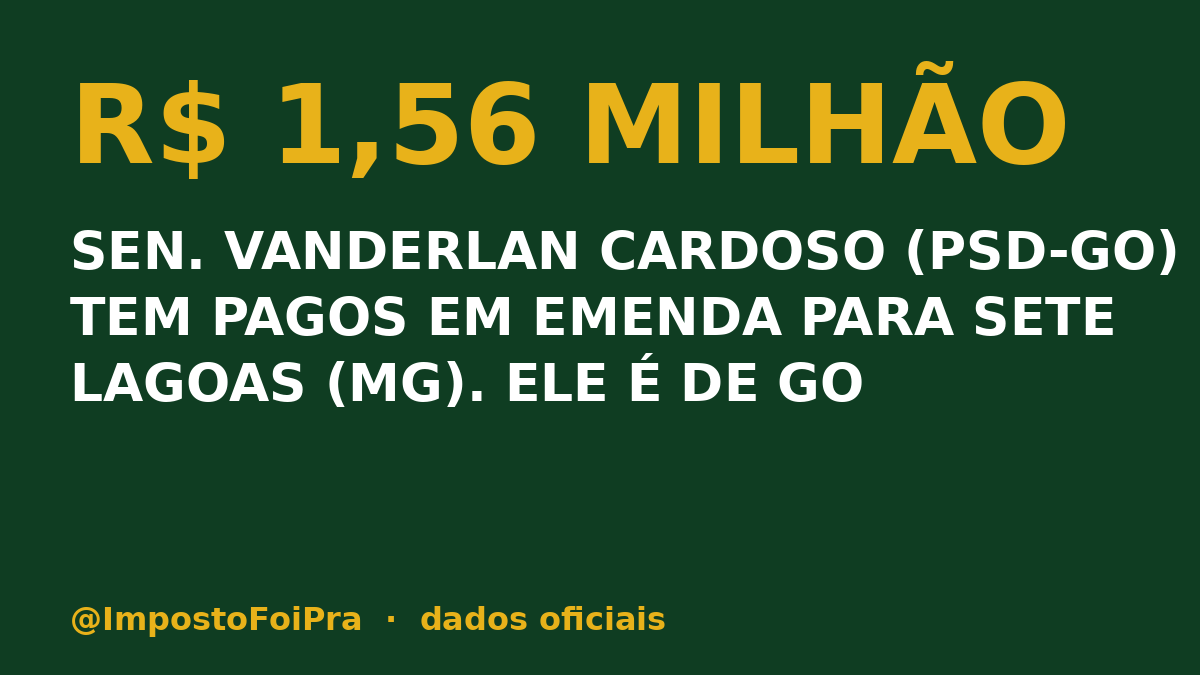 R$ 1,56 MILHÃO
SEN. VANDERLAN CARDOSO (PSD-GO)
TEM PAGOS EM EMENDA PARA SETE
LAGOAS (MG). ELE É DE GO
@ImpostoFoiPra · dados oficiais